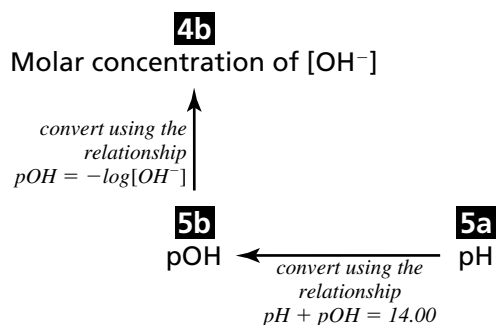 4b
Molar concentration of [OH⁻]
convert using the
relationship
pOH = −log[OH⁻]
5b
pOH
5a
pH
convert using the
relationship
pH + pOH = 14.00